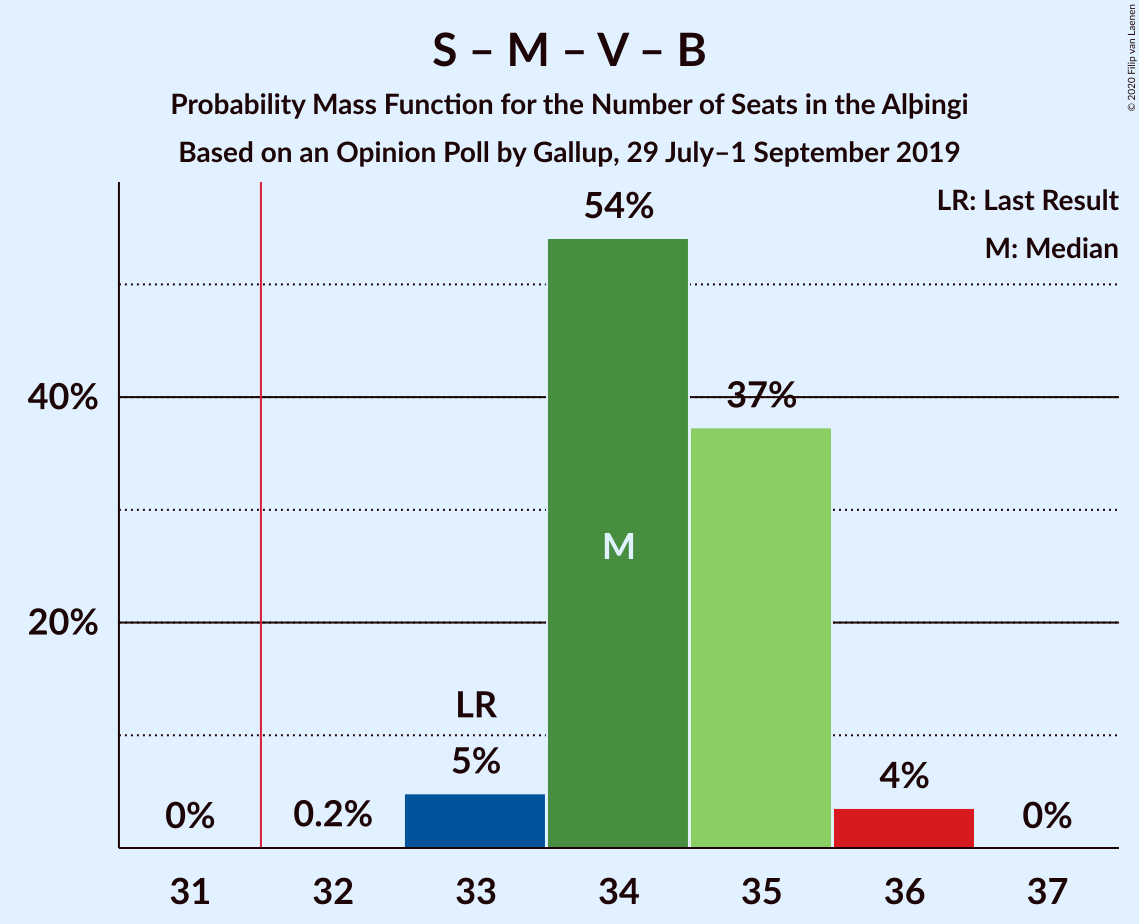 S – M – V – B
Probability Mass Function for the Number of Seats in the Alþingi
Based on an Opinion Poll by Gallup, 29 July–1 September 2019
© 2020 Filip van Laenen
LR: Last Result
M: Median
54%
40%
37%
M
20%
LR
5%
4%
0%
0.2%
0%
31
32
33
34
35
36
37